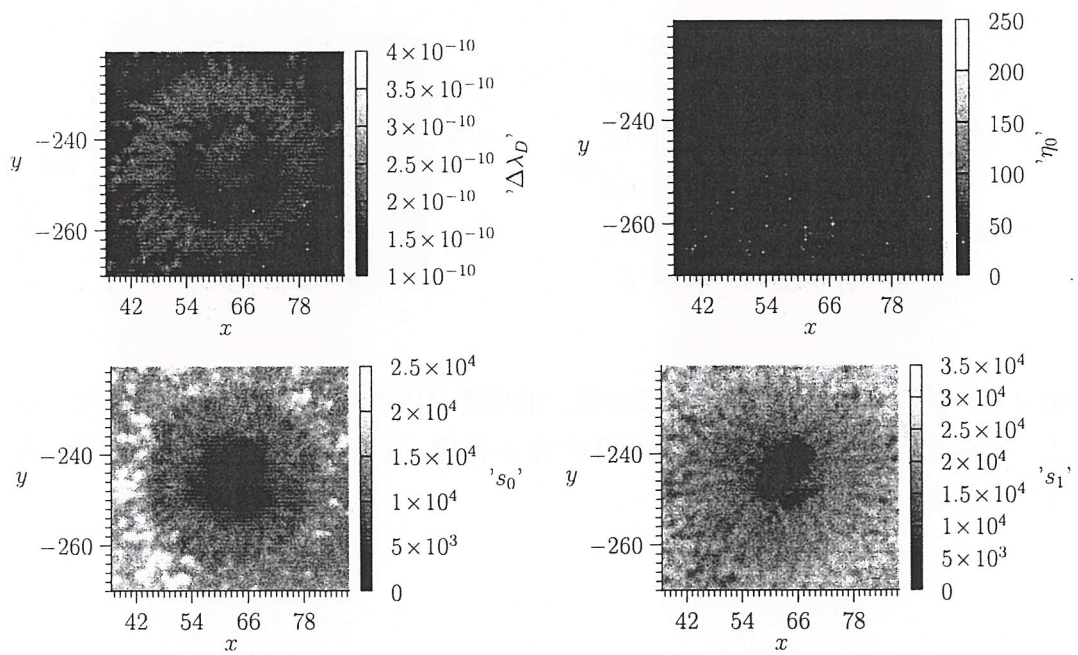 4×10⁻¹⁰
3.5×10⁻¹⁰
3×10⁻¹⁰
2.5×10⁻¹⁰
2×10⁻¹⁰
1.5×10⁻¹⁰
1×10⁻¹⁰
'Δλ_D'
−240
−260
y
42 54 66 78
x
250
200
150
100
50
0
'η₀'
−240
−260
y
42 54 66 78
x
2.5×10⁴
2×10⁴
1.5×10⁴
1×10⁴
5×10³
0
's₀'
−240
−260
y
42 54 66 78
x
3.5×10⁴
3×10⁴
2.5×10⁴
2×10⁴
1.5×10⁴
1×10⁴
5×10³
0
's₁'
−240
−260
y
42 54 66 78
x